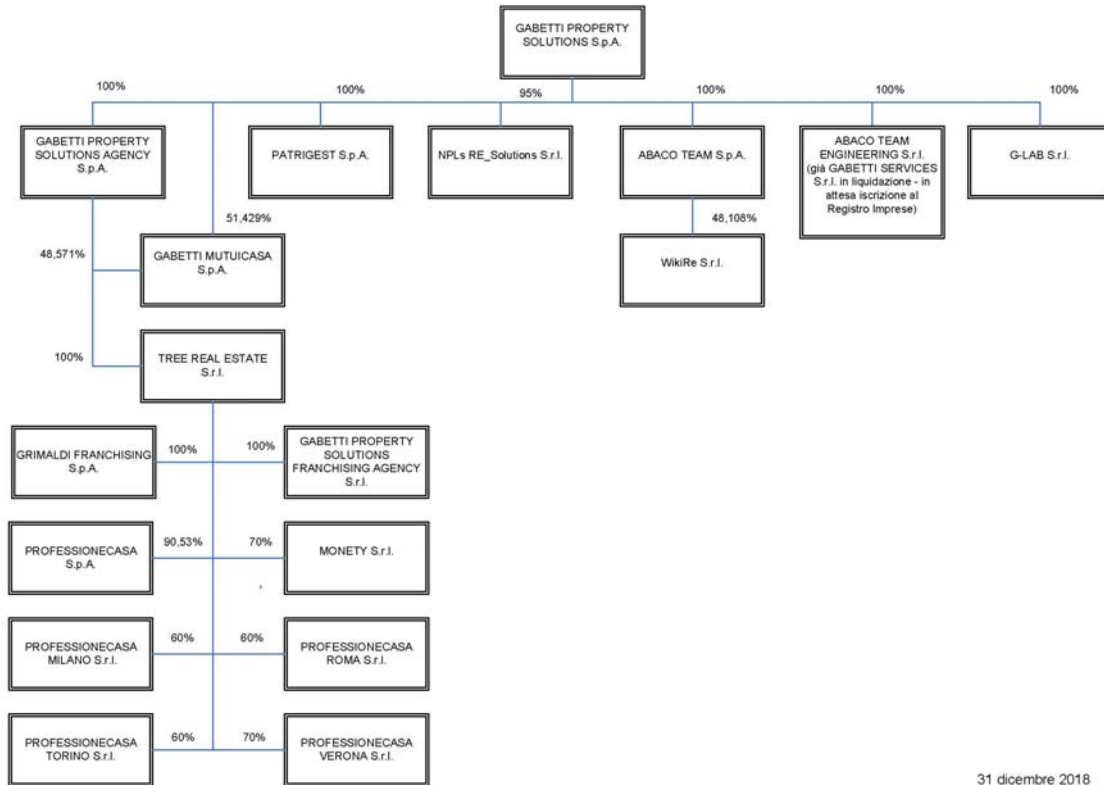 GABETTI PROPERTY
SOLUTIONS S.p.A.
100%
100%
95%
100%
100%
100%
GABETTI PROPERTY
SOLUTIONS AGENCY
S.p.A.
PATRIGEST S.p.A.
NPLs RE_Solutions S.r.l.
ABACO TEAM S.p.A.
ABACO TEAM
ENGINEERING S.r.l.
(già GABETTI SERVICES
S.r.l. in liquidazione - in
attesa iscrizione al
Registro Imprese)
G-LAB S.r.l.
51,429%
48,108%
48,571%
GABETTI MUTUICASA
S.p.A.
WikiRe S.r.l.
100%
TREE REAL ESTATE
S.r.l.
GRIMALDI FRANCHISING
S.p.A.
100%
100%
GABETTI PROPERTY
SOLUTIONS
FRANCHISING AGENCY
S.r.l.
PROFESSIONECASA
S.p.A.
90,53%
70%
MONETY S.r.l.
PROFESSIONECASA
MILANO S.r.l.
60%
60%
PROFESSIONECASA
ROMA S.r.l.
PROFESSIONECASA
TORINO S.r.l.
60%
70%
PROFESSIONECASA
VERONA S.r.l.
31 dicembre 2018